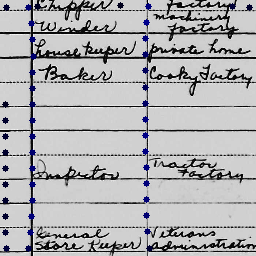 Chipper factory
Winder machinery factory
house keeper private home
Baker Cooky Factory
Inspector Tractor Factory
General Store Keeper Veterans administration